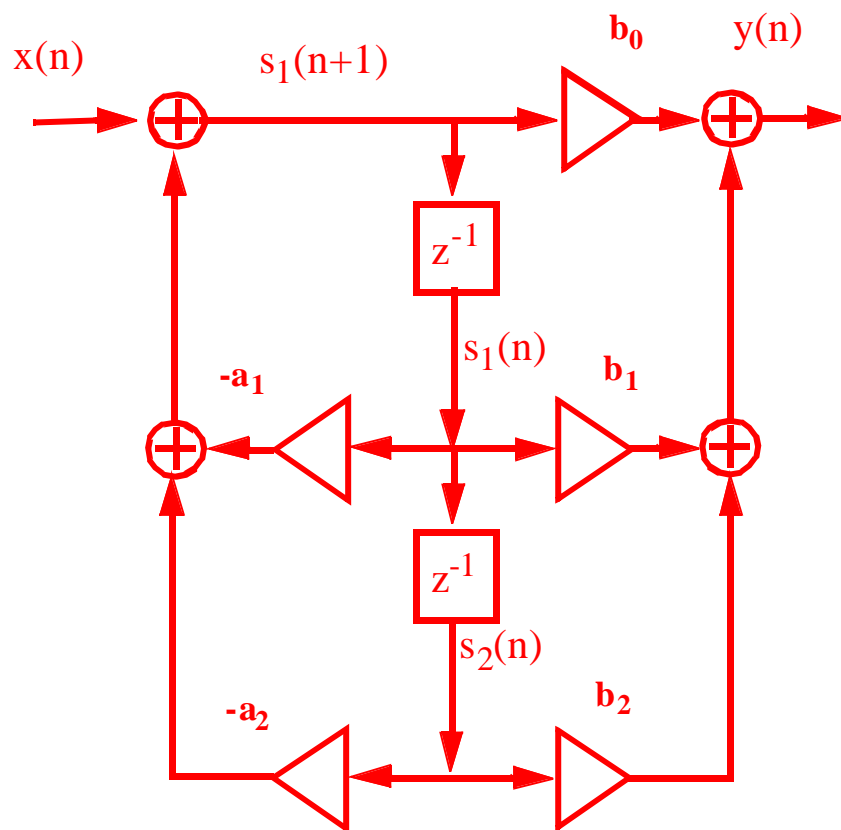 x(n) s₁(n+1) b₀ y(n)
z⁻¹
s₁(n)
-a₁ b₁
z⁻¹
s₂(n)
-a₂ b₂